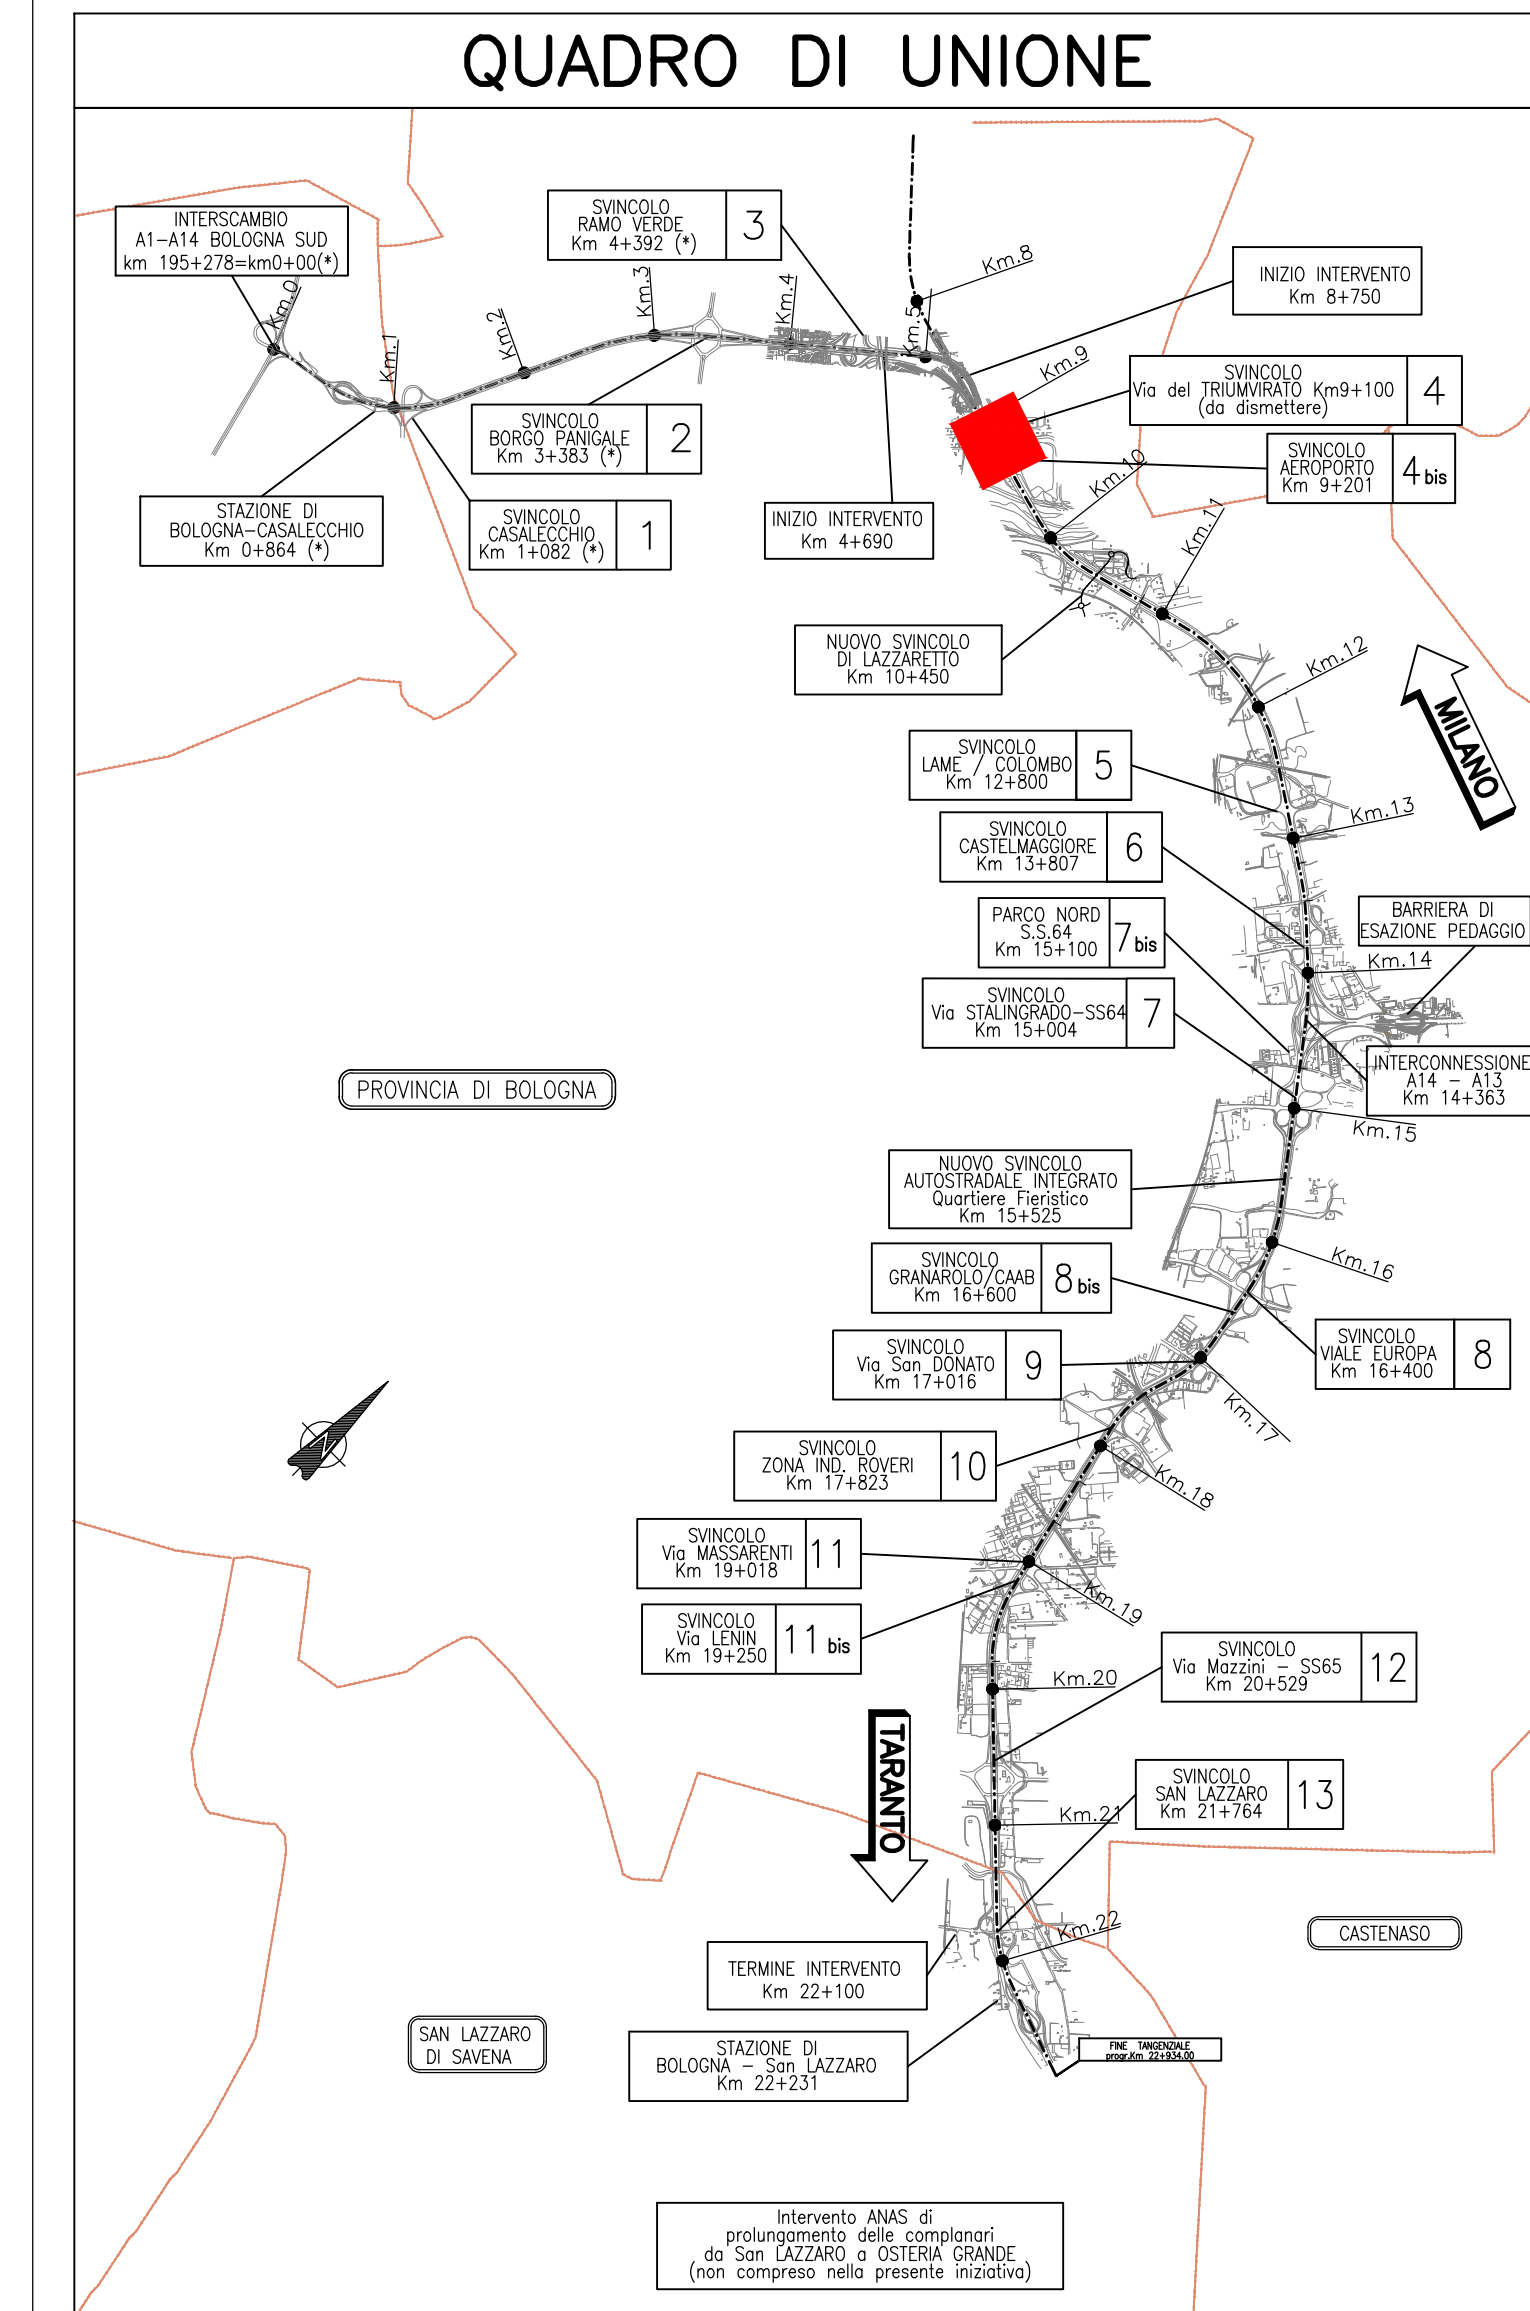 QUADRO DI UNIONE
INTERSCAMBIO
A1-A14 BOLOGNA SUD
km 195+278=km0+00(*)
SVINCOLO
RAMO VERDE
Km 4+392 (*)
3
Km.0
Km.1
Km.2
Km.3
Km.4
Km.5
Km.8
INIZIO INTERVENTO
Km 8+750
Km.9
SVINCOLO
Via del TRIUMVIRATO Km9+100
(da dismettere)
4
SVINCOLO
BORGO PANIGALE
Km 3+383 (*)
2
SVINCOLO
AEROPORTO
Km 9+201
4 bis
STAZIONE DI
BOLOGNA-CASALECCHIO
Km 0+864 (*)
SVINCOLO
CASALECCHIO
Km 1+082 (*)
1
INIZIO INTERVENTO
Km 4+690
Km.10
Km.11
NUOVO SVINCOLO
DI LAZZARETTO
Km 10+450
Km.12
MILANO
SVINCOLO
LAME / COLOMBO
Km 12+800
5
Km.13
SVINCOLO
CASTELMAGGIORE
Km 13+807
6
PARCO NORD
S.S.64
Km 15+100
7 bis
BARRIERA DI
ESAZIONE PEDAGGIO
Km.14
SVINCOLO
Via STALINGRADO-SS64
Km 15+004
7
INTERCONNESSIONE
A14 - A13
Km 14+363
PROVINCIA DI BOLOGNA
Km.15
NUOVO SVINCOLO
AUTOSTRADALE INTEGRATO
Quartiere Fieristico
Km 15+525
Km.16
SVINCOLO
GRANAROLO/CAAB
Km 16+600
8 bis
SVINCOLO
VIALE EUROPA
Km 16+400
8
SVINCOLO
Via San DONATO
Km 17+016
9
Km.17
N
SVINCOLO
ZONA IND. ROVERI
Km 17+823
10
Km.18
SVINCOLO
Via MASSARENTI
Km 19+018
11
Km.19
SVINCOLO
Via LENIN
Km 19+250
11 bis
SVINCOLO
Via Mazzini - SS65
Km 20+529
12
Km.20
TARANTO
SVINCOLO
SAN LAZZARO
Km 21+764
13
Km.21
Km.22
CASTENASO
TERMINE INTERVENTO
Km 22+100
SAN LAZZARO
DI SAVENA
STAZIONE DI
BOLOGNA - San LAZZARO
Km 22+231
FINE TANGENZIALE
progr.Km 22+934.00
Intervento ANAS di
prolungamento delle complanari
da San LAZZARO a OSTERIA GRANDE
(non compreso nella presente iniziativa)